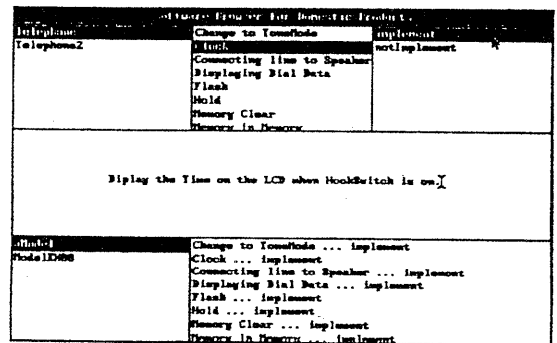 Software Browser for Domestic Products
Telephone
Telephone2
Change to ToneMode
Clock
Connecting line to Speaker
Displaying Dial Data
Flash
Hold
Memory Clear
Memory in Memory
implement
notImplement
Diplay the Time on the LCD when HookSwitch is on.
aModel
Change to ToneMode ... implement
Clock ... implement
Connecting line to Speaker ... implement
Displaying Dial Data ... implement
Flash ... implement
Hold ... implement
Memory Clear ... implement
Memory in Memory ... implement